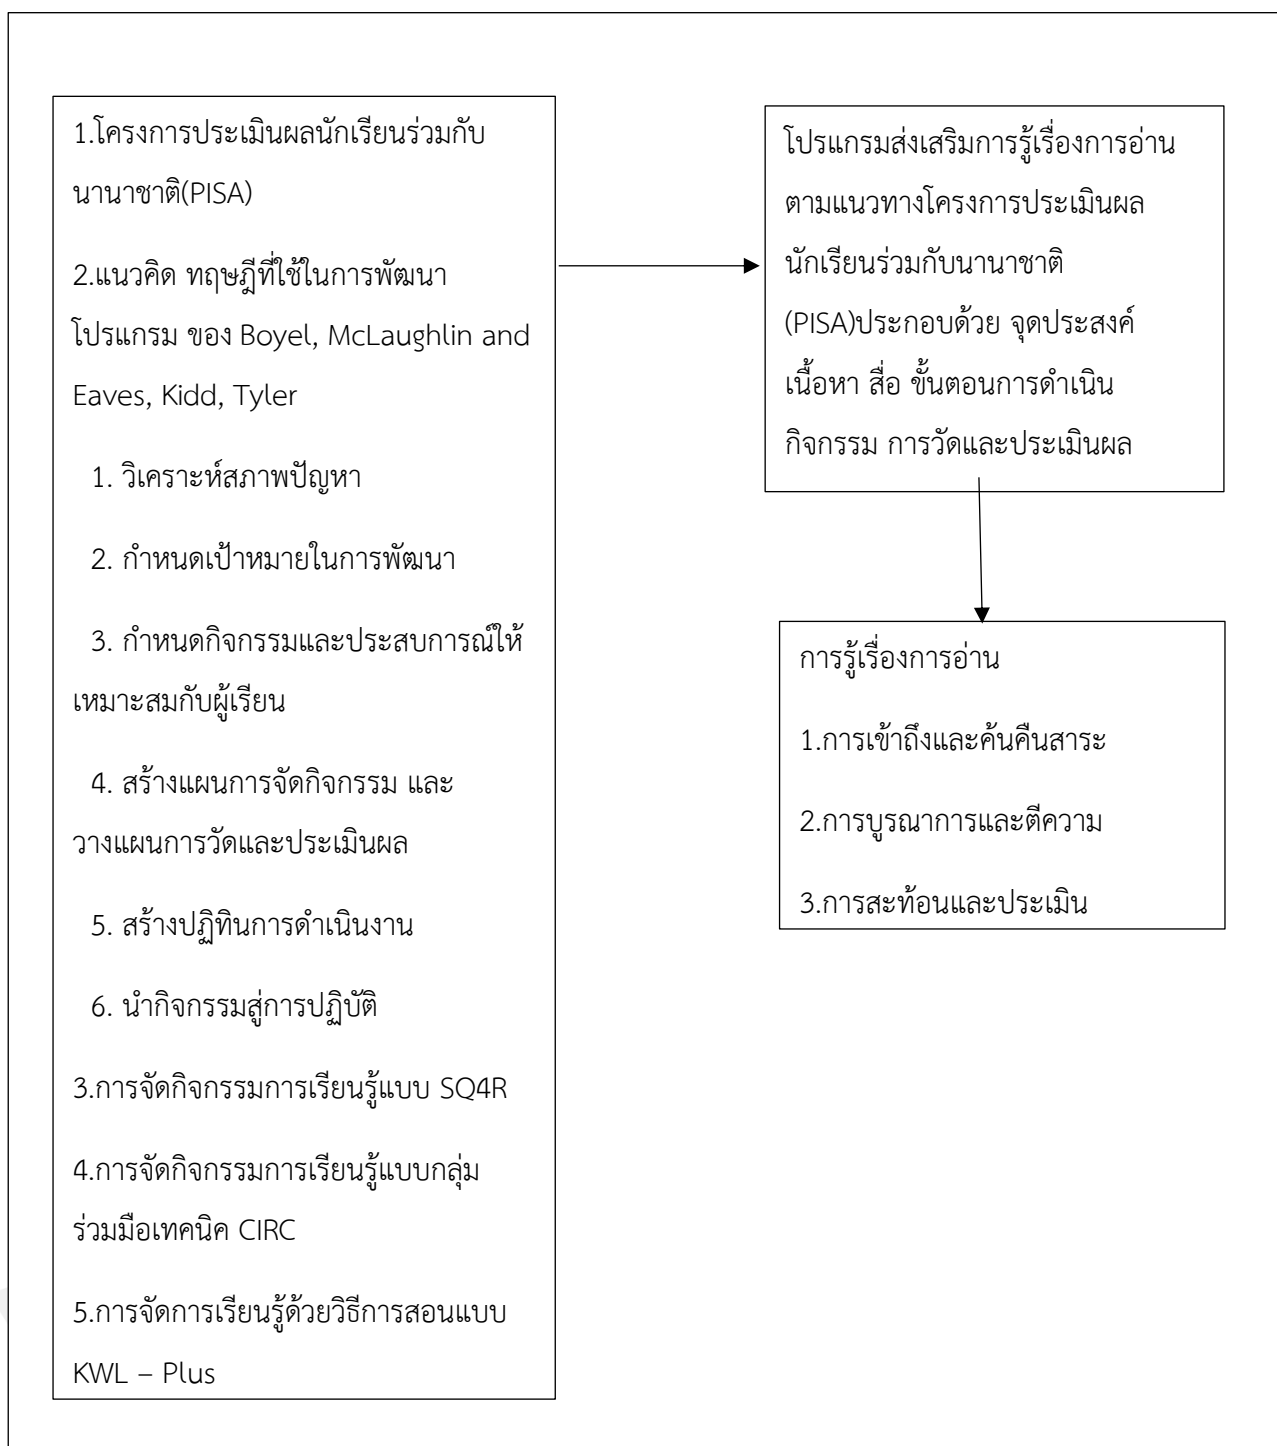 1.โครงการประเมินผลนักเรียนร่วมกับ
นานาชาติ(PISA)
2.แนวคิด ทฤษฎีที่ใช้ในการพัฒนา
โปรแกรม ของ Boyel, McLaughlin and
Eaves, Kidd, Tyler
1. วิเคราะห์สภาพปัญหา
2. กำหนดเป้าหมายในการพัฒนา
3. กำหนดกิจกรรมและประสบการณ์ให้
เหมาะสมกับผู้เรียน
4. สร้างแผนการจัดกิจกรรม และ
วางแผนการวัดและประเมินผล
5. สร้างปฏิทินการดำเนินงาน
6. นำกิจกรรมสู่การปฏิบัติ
3.การจัดกิจกรรมการเรียนรู้แบบ SQ4R
4.การจัดกิจกรรมการเรียนรู้แบบกลุ่ม
ร่วมมือเทคนิค CIRC
5.การจัดการเรียนรู้ด้วยวิธีการสอนแบบ
KWL – Plus
โปรแกรมส่งเสริมการรู้เรื่องการอ่าน
ตามแนวทางโครงการประเมินผล
นักเรียนร่วมกับนานาชาติ
(PISA)ประกอบด้วย จุดประสงค์
เนื้อหา สื่อ ขั้นตอนการดำเนิน
กิจกรรม การวัดและประเมินผล
การรู้เรื่องการอ่าน
1.การเข้าถึงและค้นคืนสาระ
2.การบูรณาการและตีความ
3.การสะท้อนและประเมิน